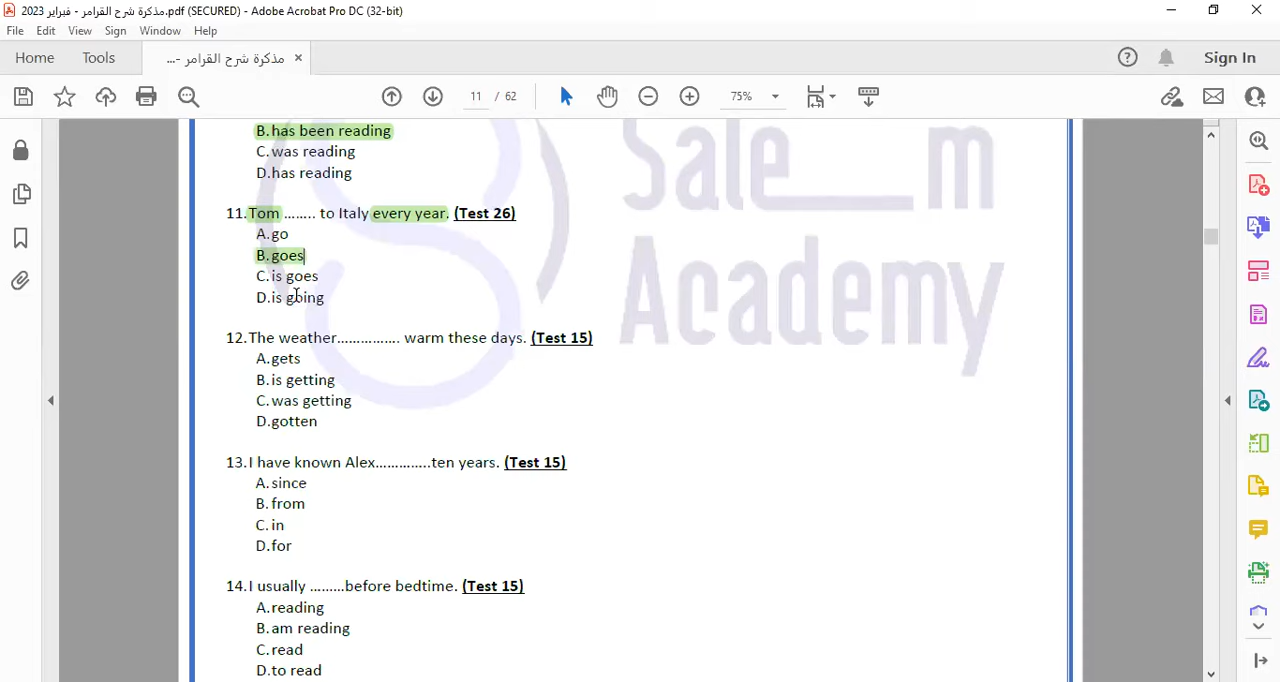 مذكرة شرح القرامر - فبراير 2023.pdf (SECURED) - Adobe Acrobat Pro DC (32-bit)
File Edit View Sign Window Help
Home Tools مذكرة شرح القرامر -... × Sign In
11 / 62 75%
B. has been reading
C. was reading
D. has reading
11. Tom ........ to Italy every year. (Test 26)
A. go
B. goes
C. is goes
D. is going
12. The weather............... warm these days. (Test 15)
A. gets
B. is getting
C. was getting
D. gotten
13. I have known Alex..............ten years. (Test 15)
A. since
B. from
C. in
D. for
14. I usually .........before bedtime. (Test 15)
A. reading
B. am reading
C. read
D. to read
Sale__m
Academy